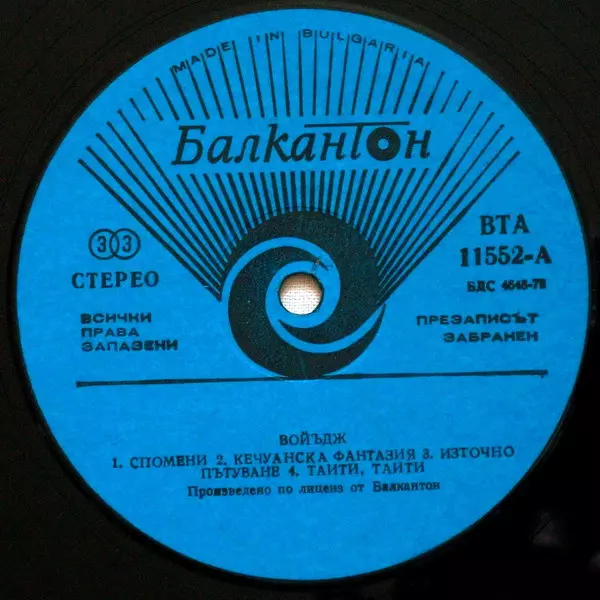 MADE IN BULGARIA
Балкантон
33
СТЕРЕО
ВТА
11552-А
БДС 4648-78
ВСИЧКИ
ПРАВА
ЗАПАЗЕНИ
ПРЕЗАПИСЪТ
ЗАБРАНЕН
ВОЙЪДЖ
1. СПОМЕНИ 2. КЕЧУАНСКА ФАНТАЗИЯ 3. ИЗТОЧНО
ПЪТУВАНЕ 4. ТАИТИ, ТАИТИ
Произведено по лиценз от Балкантон